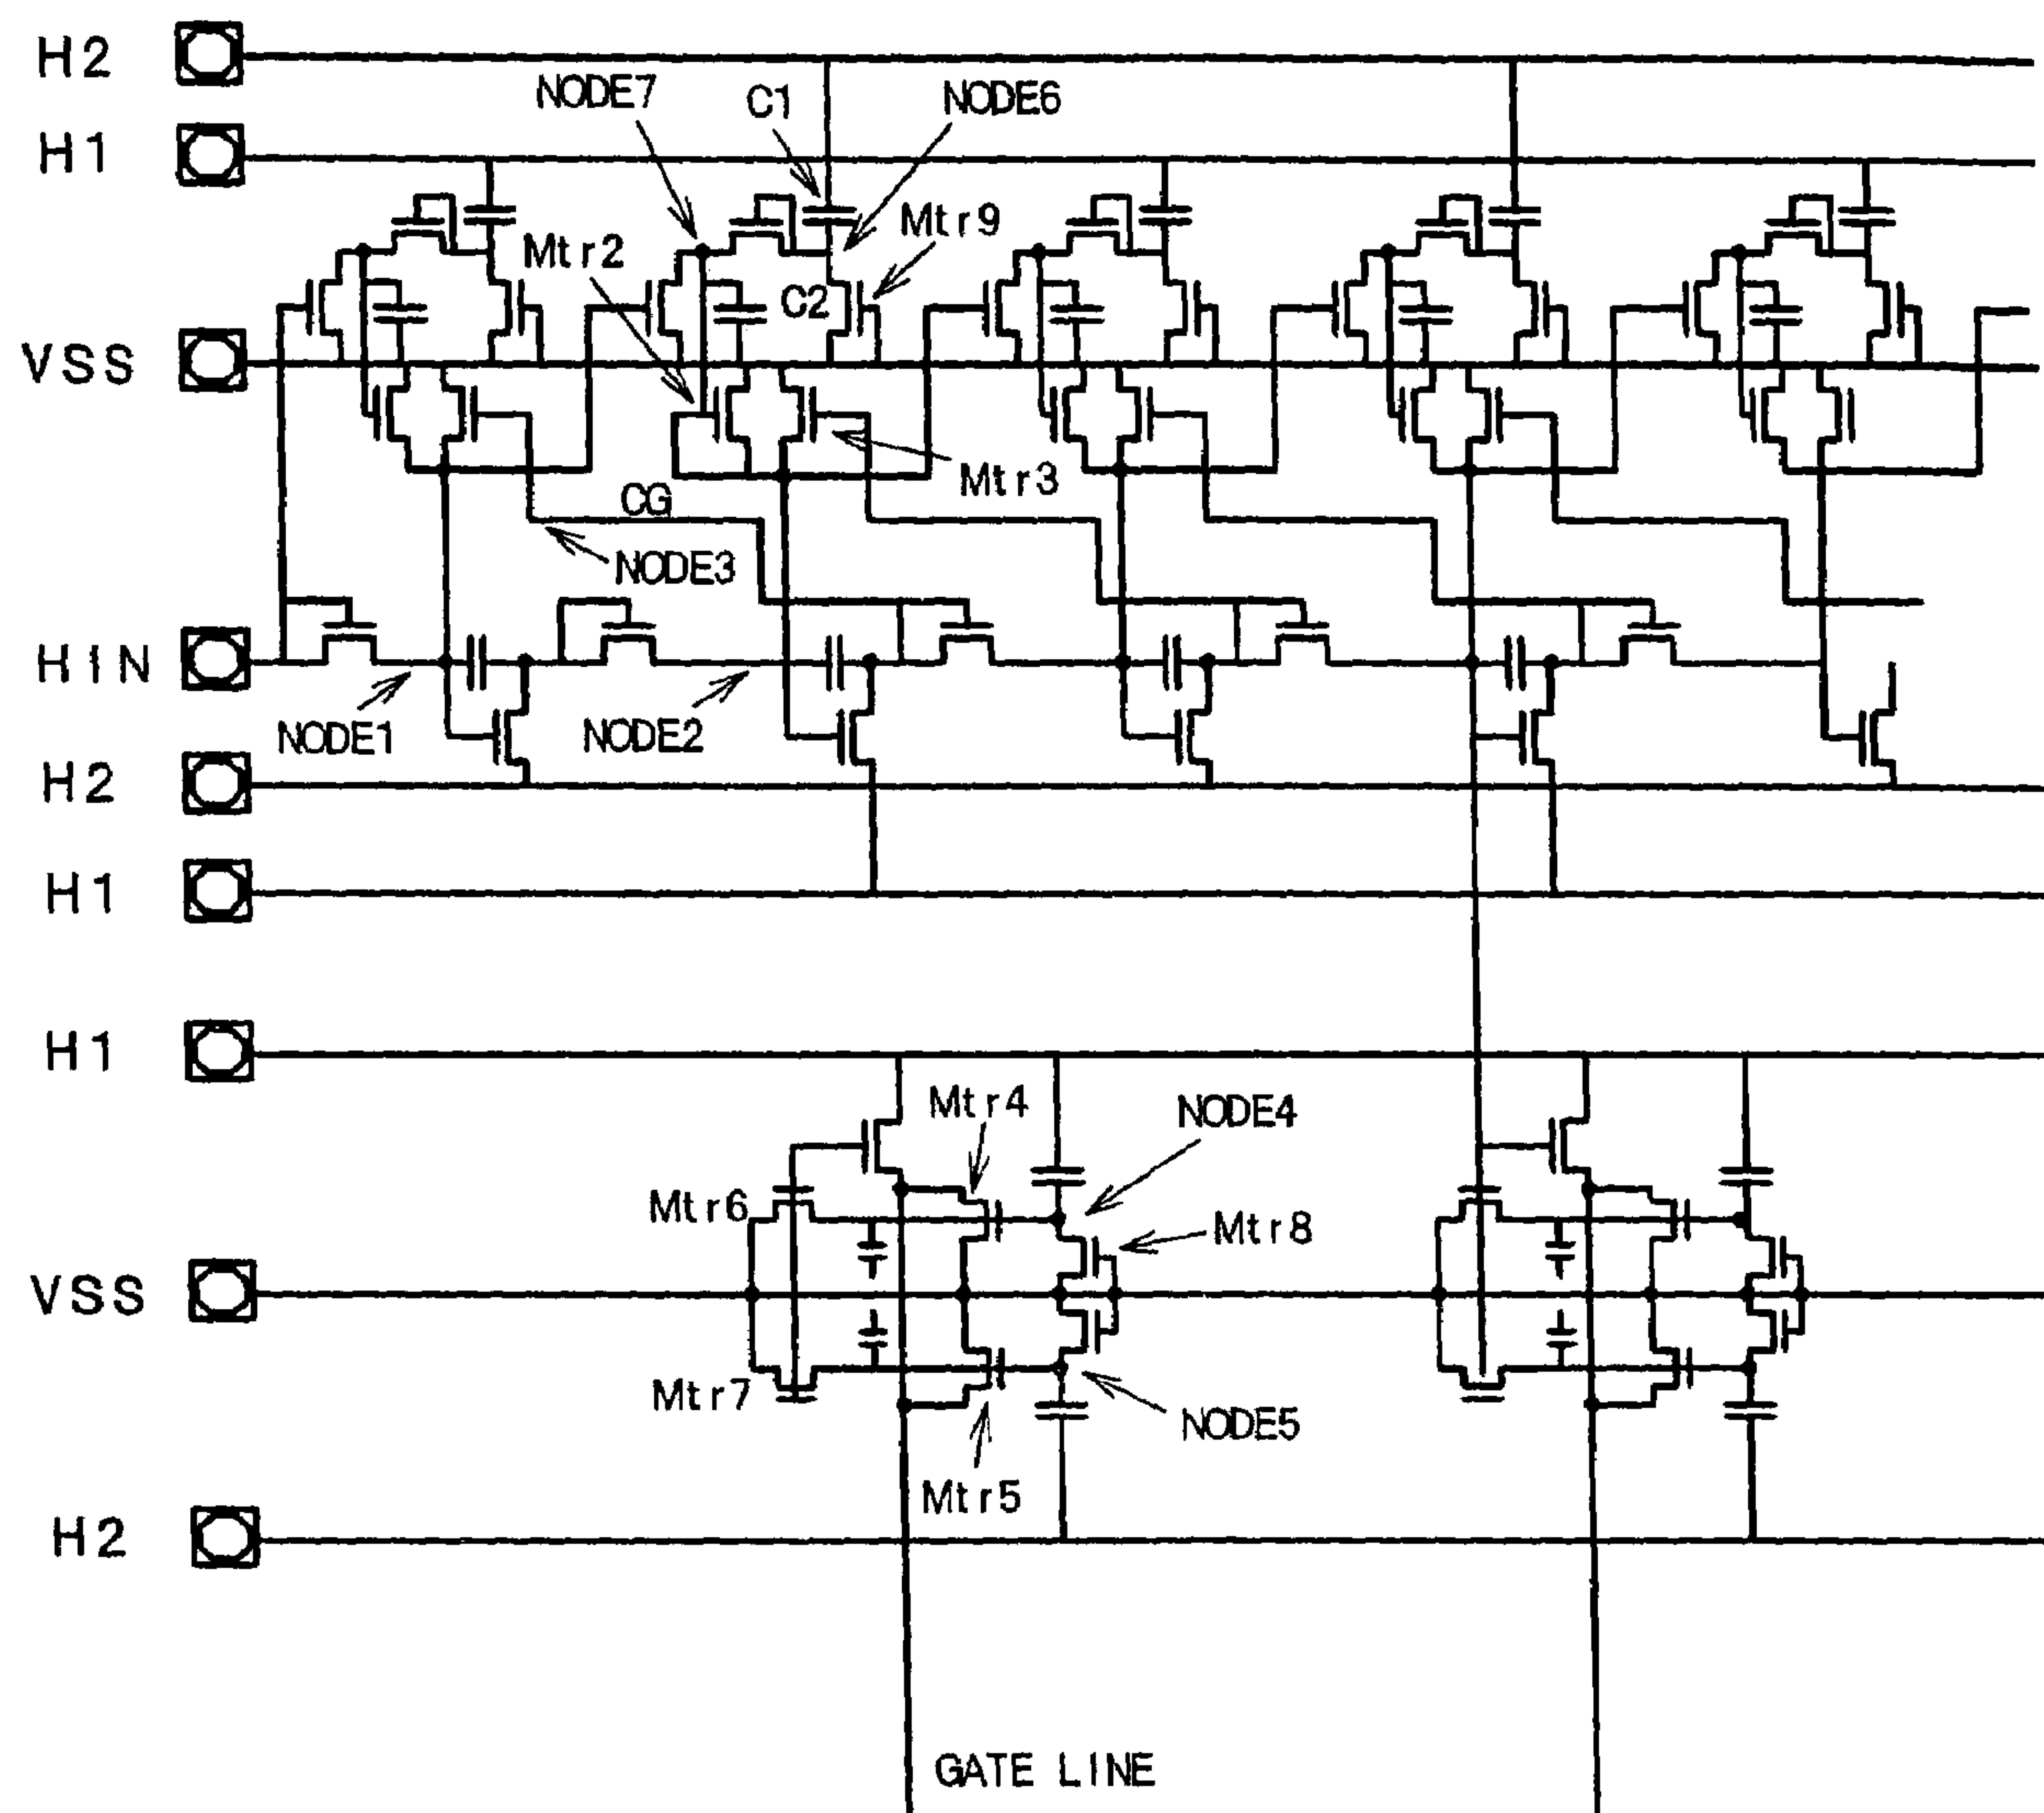 H2
NODE7
C1
NODE6
H1
Mtr9
Mtr2
C2
VSS
Mtr3
CG
NODE3
HIN
NODE1
NODE2
H2
H1
H1
Mtr4
NODE4
Mtr6
Mtr8
VSS
Mtr7
NODE5
Mtr5
H2
GATE LINE